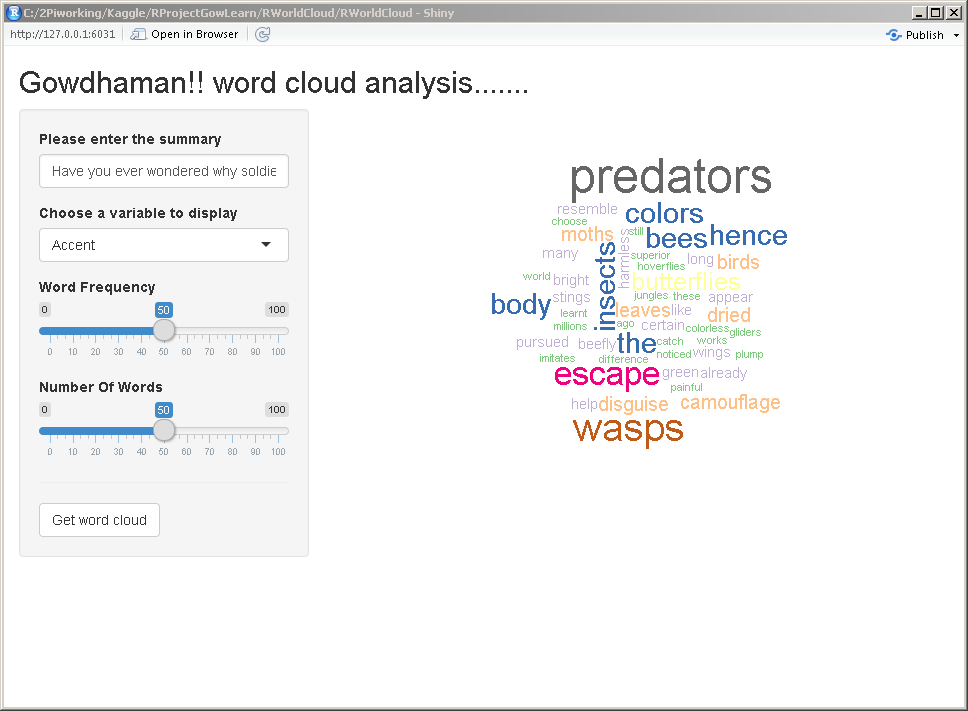 C:/2Piworking/Kaggle/RProjectGowLearn/RWorldCloud/RWorldCloud - Shiny
http://127.0.0.1:6031 Open in Browser Publish
Gowdhaman!! word cloud analysis.......
Please enter the summary
Have you ever wondered why soldie
Choose a variable to display
Accent
Word Frequency
0 50 100
0 10 20 30 40 50 60 70 80 90 100
Number Of Words
0 50 100
0 10 20 30 40 50 60 70 80 90 100
Get word cloud
predators
resemble colors
choose
moths still bees hence
many insects harmless superior long birds
hoverflies
world bright butterflies
body stings jungles these appear
learnt leaves like dried
millions ago certain colorless gliders
pursued beefly the catch works
imitates difference noticed wings plump
escape green already
painful
help disguise camouflage
wasps